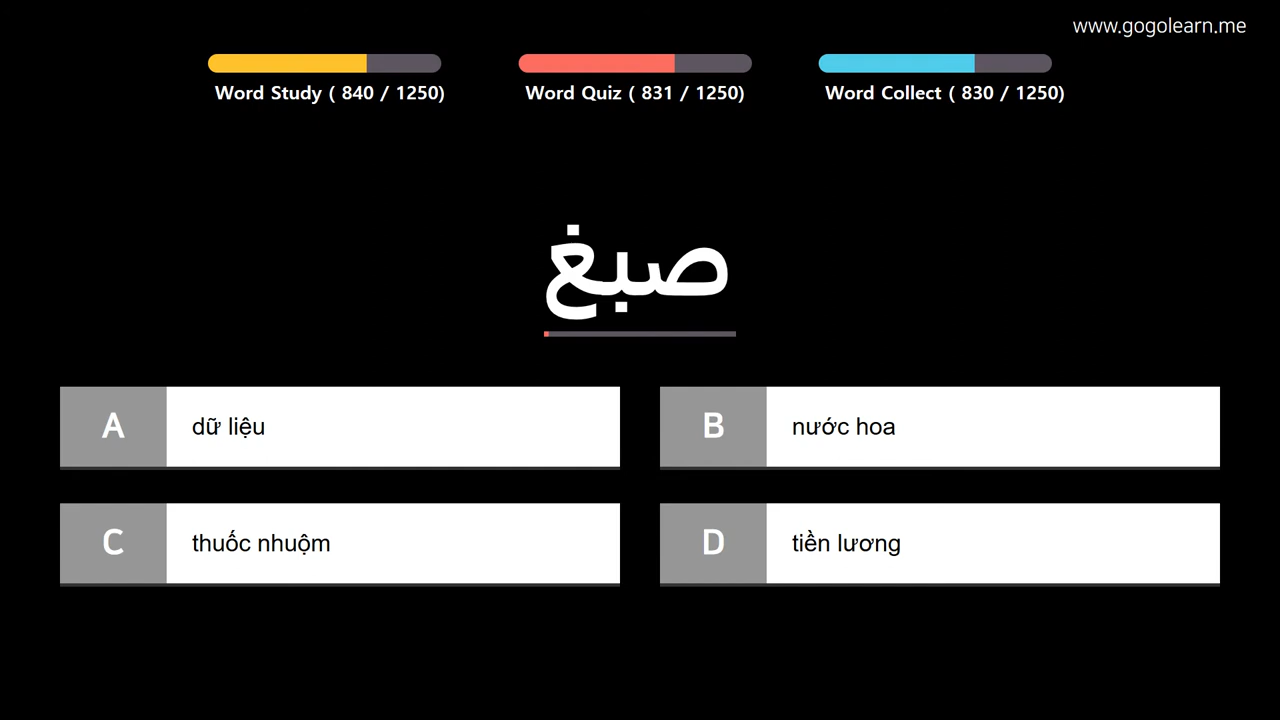 www.gogolearn.me
Word Study ( 840 / 1250)
Word Quiz ( 831 / 1250)
Word Collect ( 830 / 1250)
صبغ
A dữ liệu
B nước hoa
C thuốc nhuộm
D tiền lương